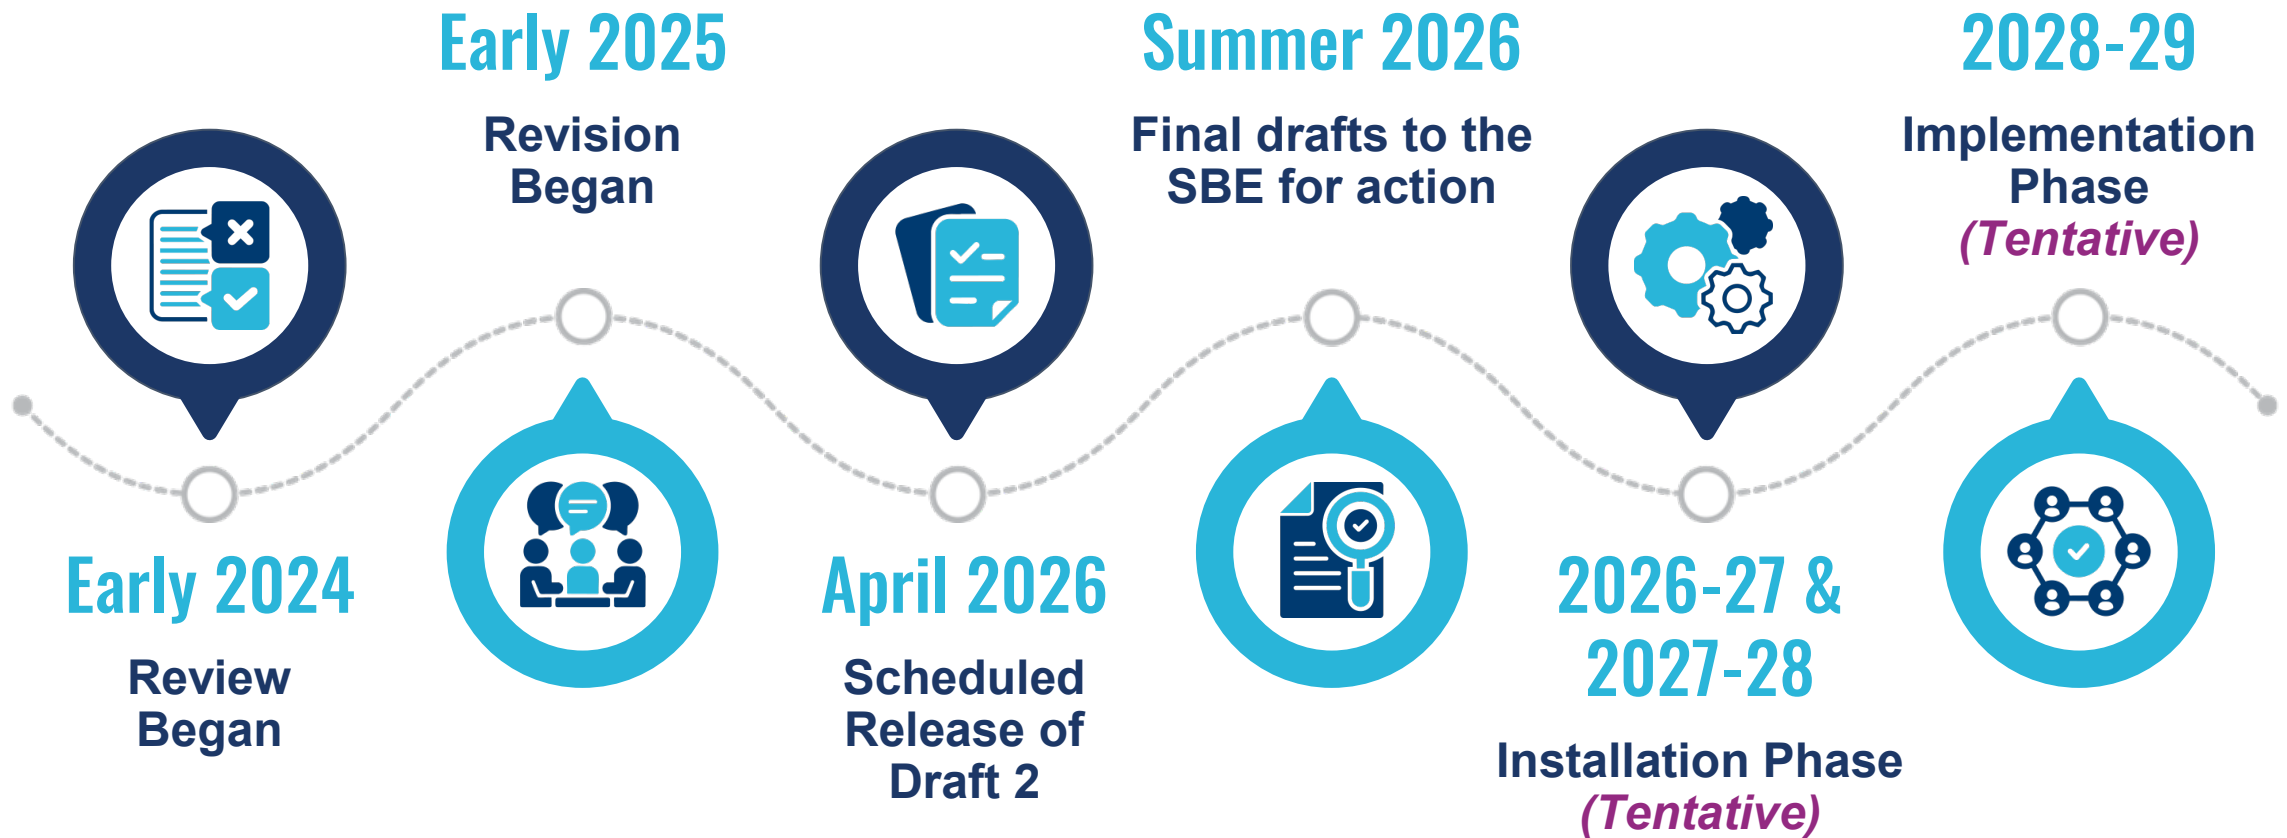 Early 2024
Review
Began
Early 2025
Revision
Began
April 2026
Scheduled
Release of
Draft 2
Summer 2026
Final drafts to the
SBE for action
2026-27 &
2027-28
Installation Phase
(Tentative)
2028-29
Implementation
Phase
(Tentative)